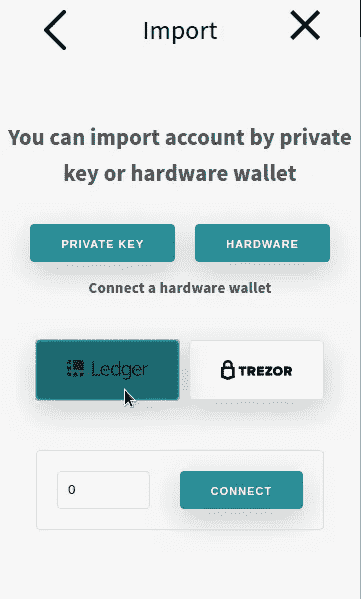 Import
You can import account by private
key or hardware wallet
PRIVATE KEY
HARDWARE
Connect a hardware wallet
Ledger
TREZOR
0
CONNECT